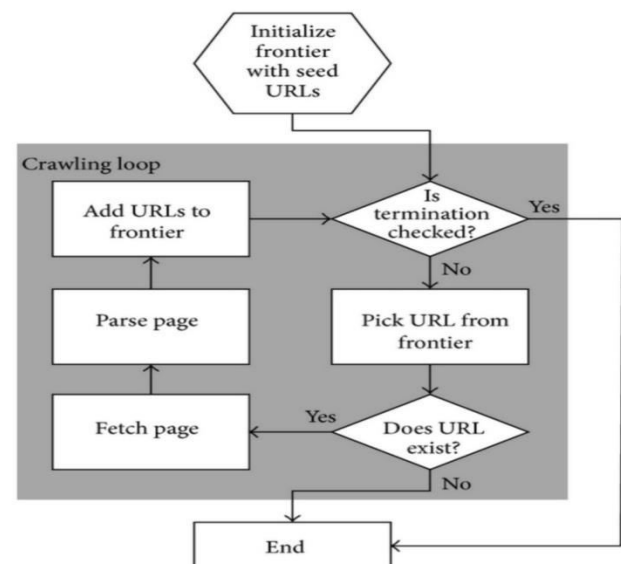 Initialize
frontier
with seed
URLs
Crawling loop
Add URLs to
frontier
Is
termination
checked?
Yes
No
Parse page
Pick URL from
frontier
Fetch page
Yes
Does URL
exist?
No
End